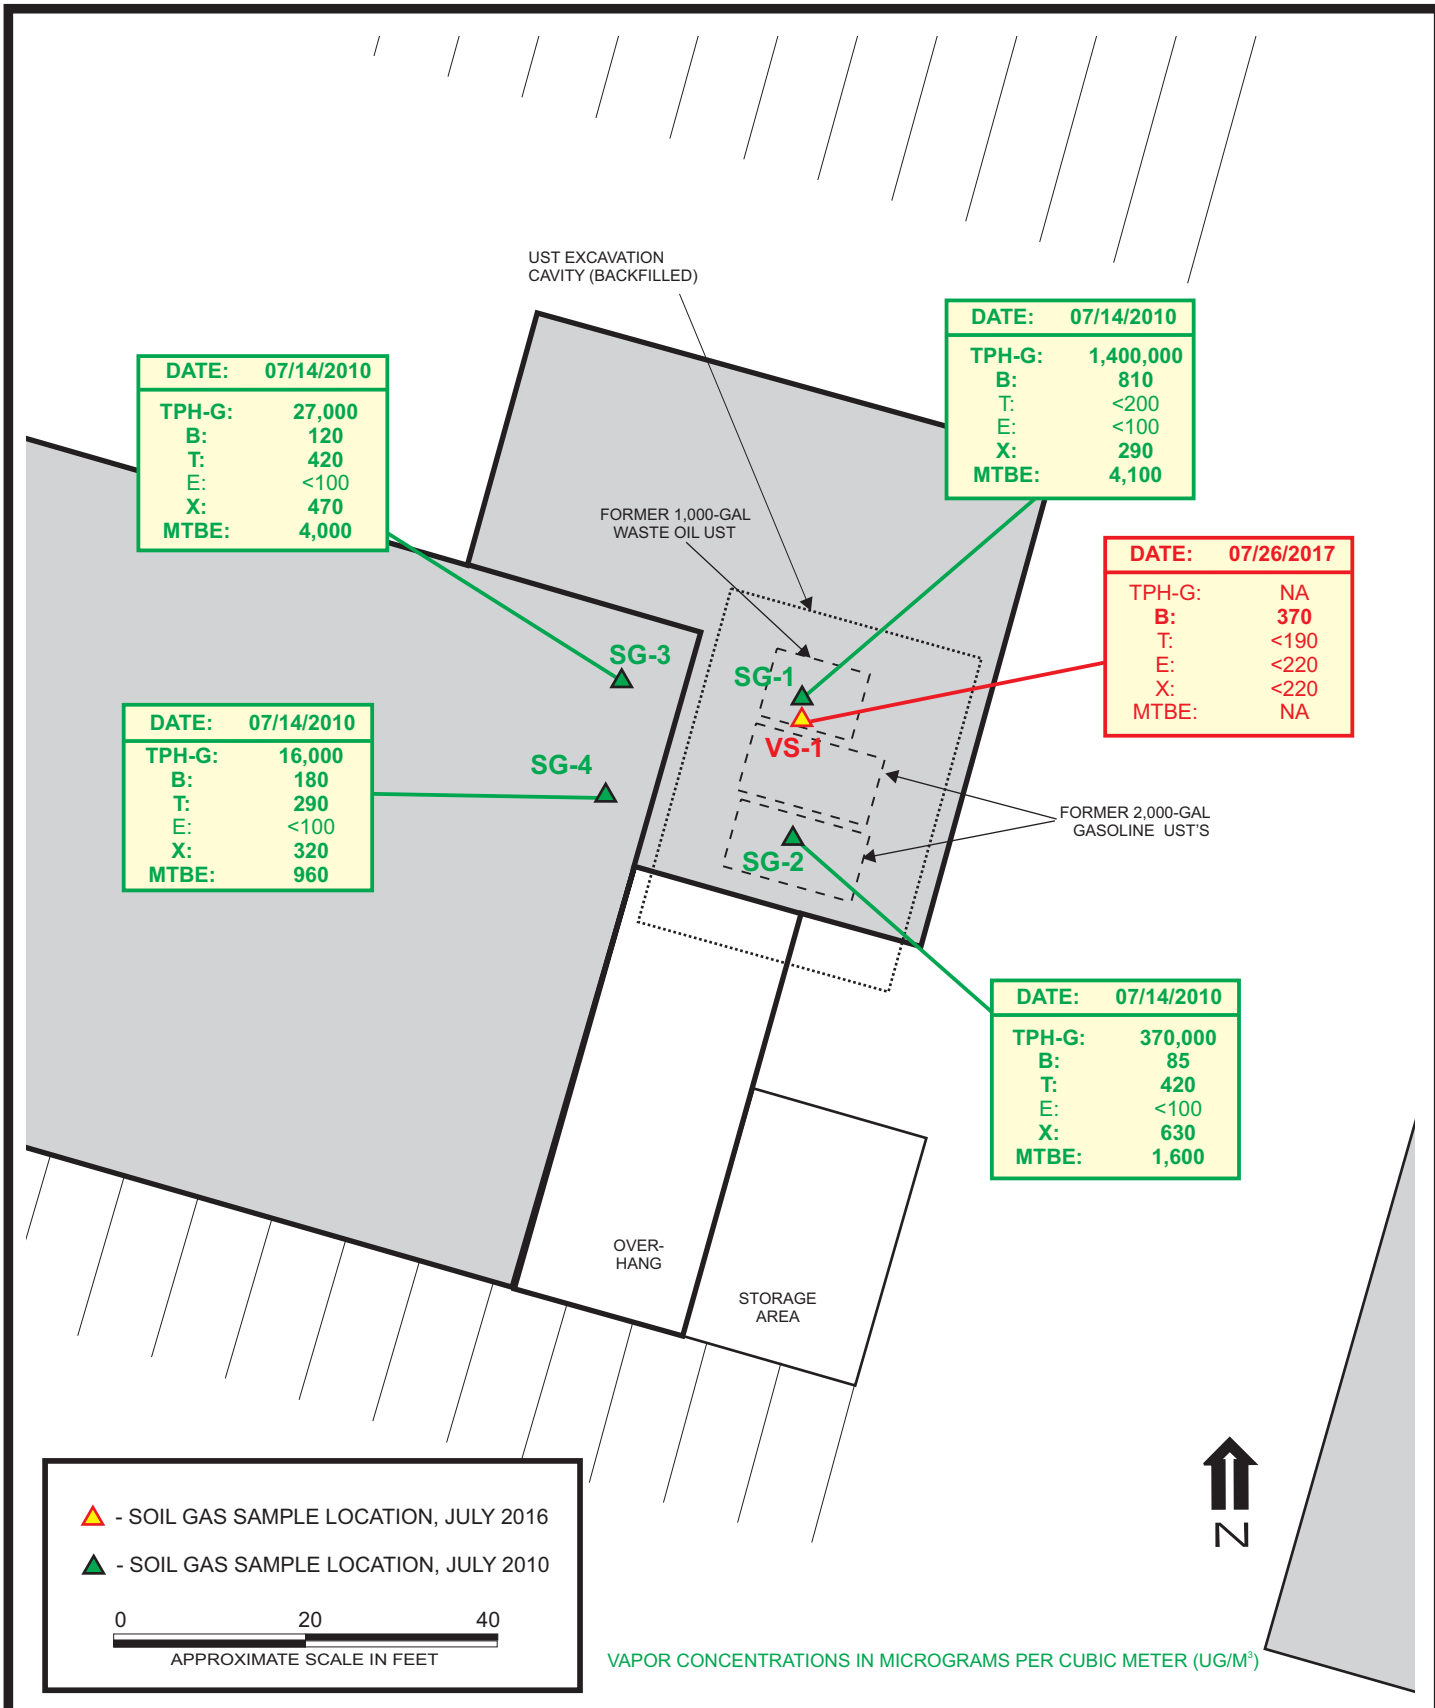 UST EXCAVATION
CAVITY (BACKFILLED)
DATE: 07/14/2010
TPH-G: 1,400,000
B: 810
T: <200
E: <100
X: 290
MTBE: 4,100
DATE: 07/14/2010
TPH-G: 27,000
B: 120
T: 420
E: <100
X: 470
MTBE: 4,000
FORMER 1,000-GAL
WASTE OIL UST
DATE: 07/26/2017
TPH-G: NA
B: 370
T: <190
E: <220
X: <220
MTBE: NA
SG-3
SG-1
VS-1
DATE: 07/14/2010
TPH-G: 16,000
B: 180
T: 290
E: <100
X: 320
MTBE: 960
SG-4
FORMER 2,000-GAL
GASOLINE UST'S
SG-2
DATE: 07/14/2010
TPH-G: 370,000
B: 85
T: 420
E: <100
X: 630
MTBE: 1,600
OVER-
HANG
STORAGE
AREA
- SOIL GAS SAMPLE LOCATION, JULY 2016
- SOIL GAS SAMPLE LOCATION, JULY 2010
0 20 40
APPROXIMATE SCALE IN FEET
N
VAPOR CONCENTRATIONS IN MICROGRAMS PER CUBIC METER (UG/M³)